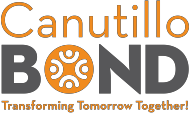 Canutillo
BOND
Transforming Tomorrow Together!